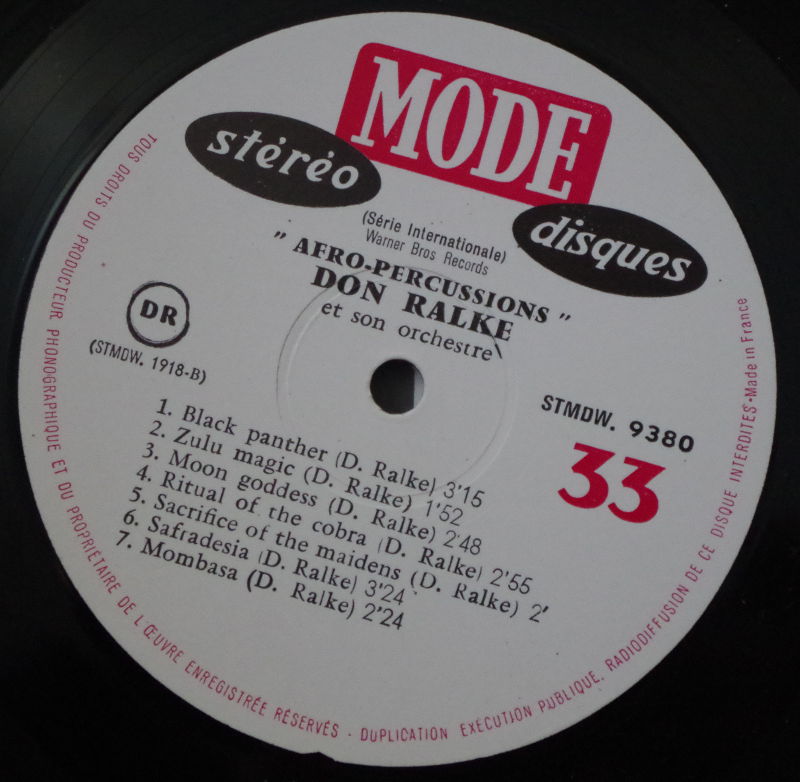 MODE
stéréo
disques
(Série Internationale)
Warner Bros Records
" AFRO-PERCUSSIONS "
DON RALKE
et son orchestre
DR
(STMDW. 1918-B)
STMDW. 9380
33
1. Black panther (D. Ralke) 3'15
2. Zulu magic (D. Ralke) 1'52
3. Moon goddess (D. Ralke) 2'48
4. Ritual of the cobra (D. Ralke) 2'55
5. Sacrifice of the maidens (D. Ralke) 2'
6. Safradesia (D. Ralke) 3'24
7. Mombasa (D. Ralke) 2'24
TOUS DROITS DU PRODUCTEUR PHONOGRAPHIQUE ET DU PROPRIÉTAIRE DE L'ŒUVRE ENREGISTRÉE RÉSERVÉS - DUPLICATION EXÉCUTION PUBLIQUE, RADIODIFFUSION DE CE DISQUE INTERDITES - Made in France